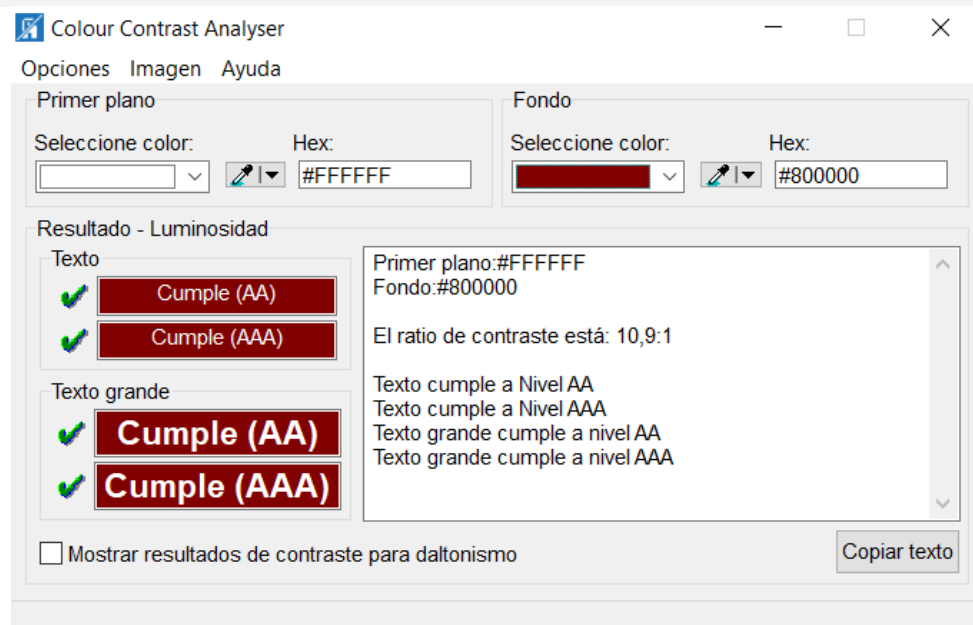 Colour Contrast Analyser
Opciones Imagen Ayuda
Primer plano
Seleccione color: Hex:
#FFFFFF
Fondo
Seleccione color: Hex:
#800000
Resultado - Luminosidad
Texto
Cumple (AA)
Cumple (AAA)
Texto grande
Cumple (AA)
Cumple (AAA)
Primer plano:#FFFFFF
Fondo:#800000
El ratio de contraste está: 10,9:1
Texto cumple a Nivel AA
Texto cumple a Nivel AAA
Texto grande cumple a nivel AA
Texto grande cumple a nivel AAA
Mostrar resultados de contraste para daltonismo
Copiar texto